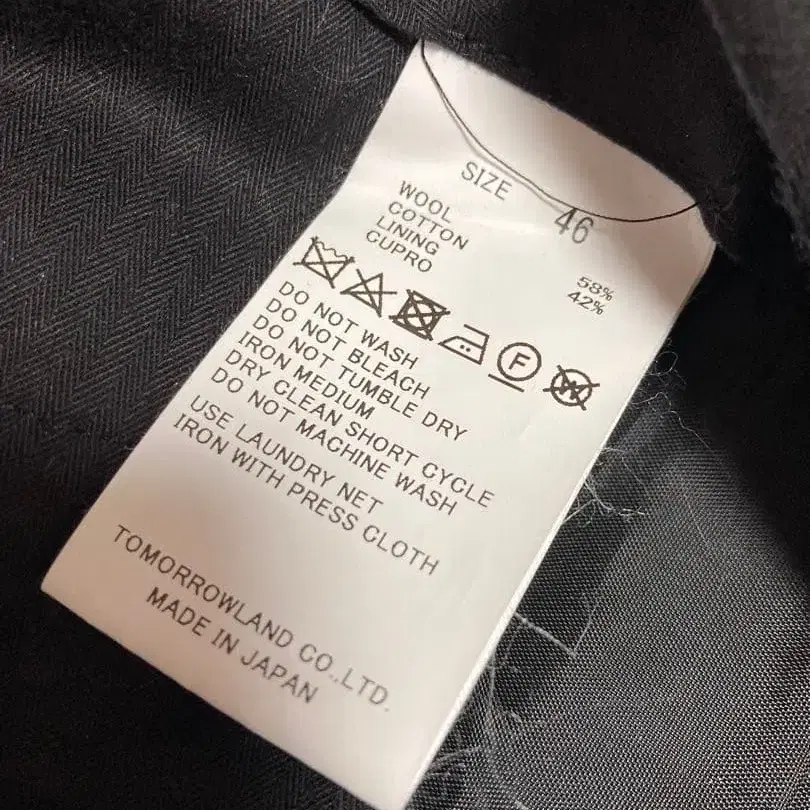 SIZE 46
WOOL 58%
COTTON 42%
LINING
CUPRO
F
W
DO NOT WASH
DO NOT BLEACH
DO NOT TUMBLE DRY
IRON MEDIUM
DRY CLEAN SHORT CYCLE
DO NOT MACHINE WASH
USE LAUNDRY NET
IRON WITH PRESS CLOTH
TOMORROWLAND CO.,LTD.
MADE IN JAPAN